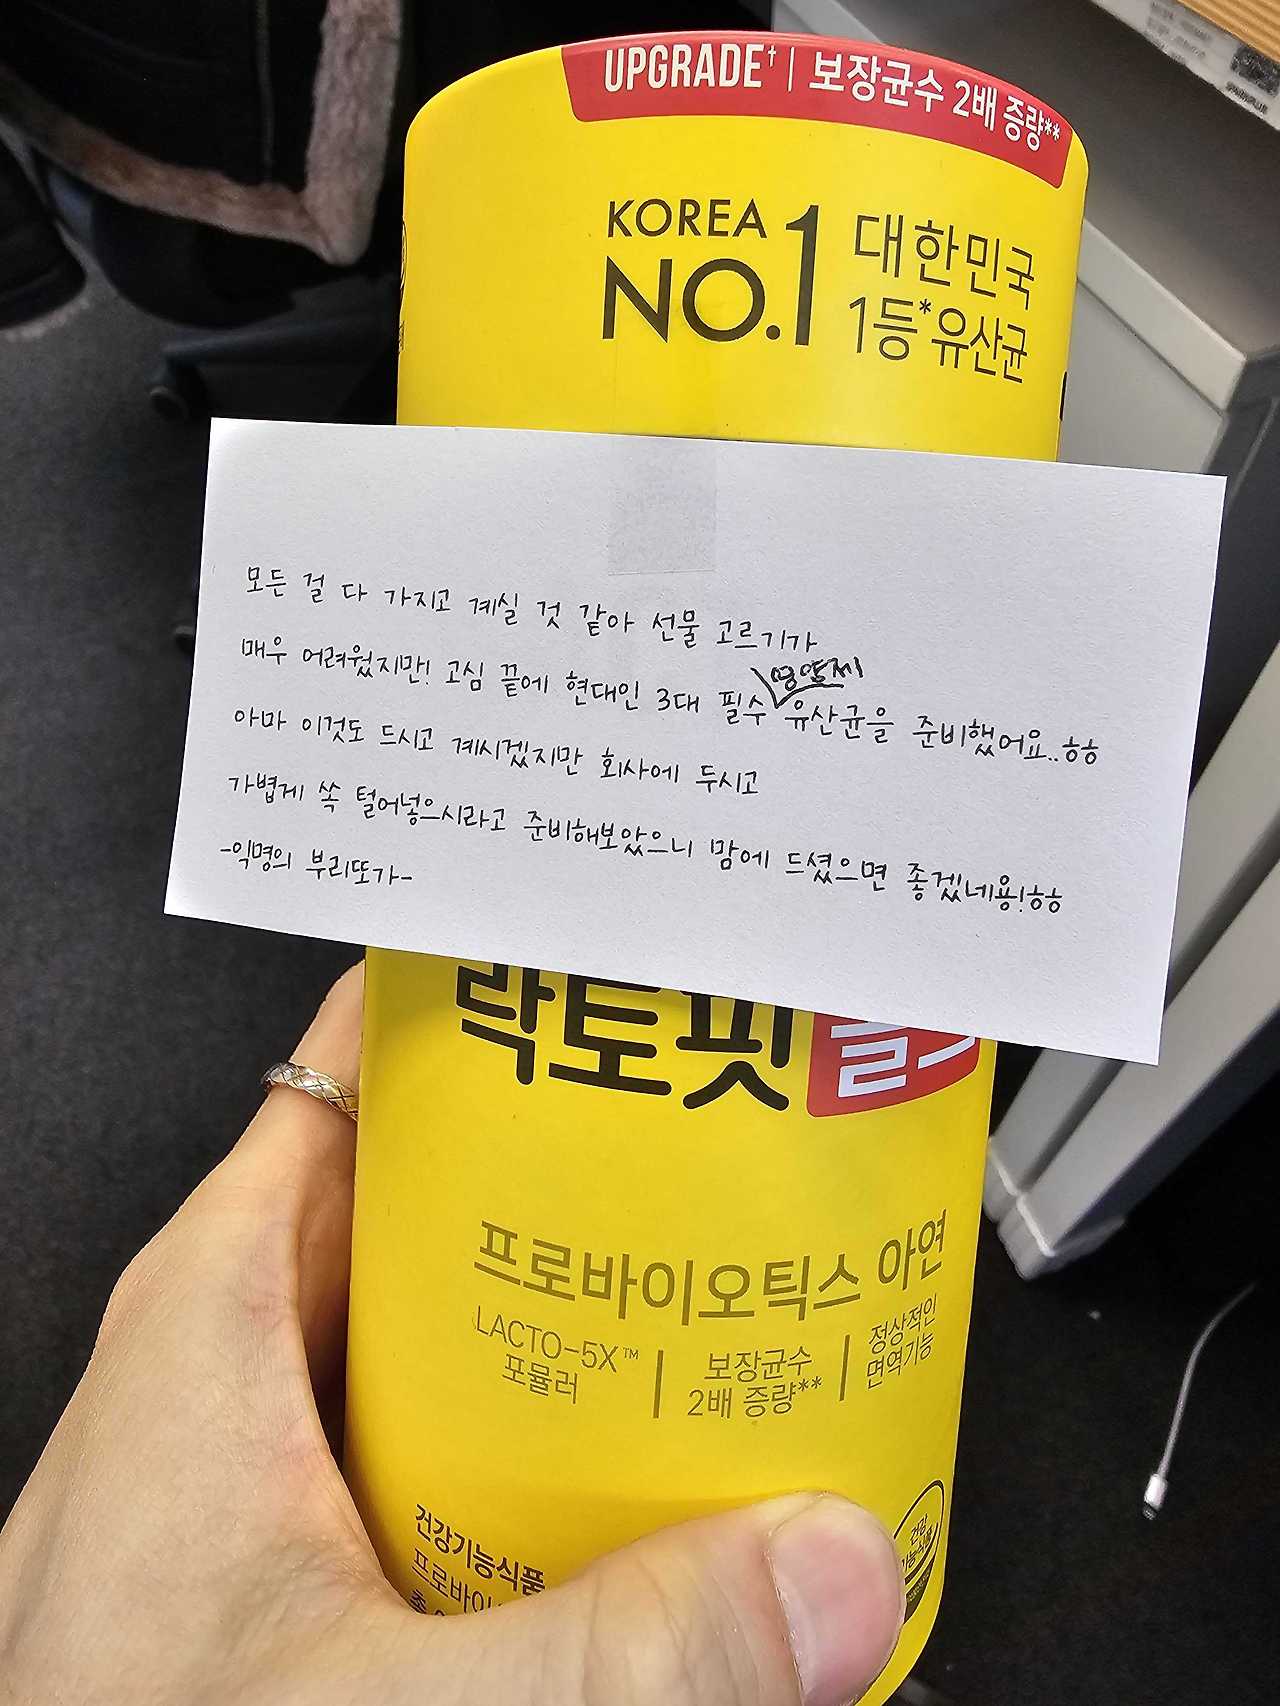 UPGRADE† | 보장균수 2배 증량**
KOREA
NO.1
대한민국
1등*유산균
모든 걸 다 가지고 계실 것 같아 선물 고르기가
매우 어려웠지만! 고심 끝에 현대인 3대 필수 영양제 유산균을 준비했어요..ㅎㅎ
아마 이것도 드시고 계시겠지만 회사에 두시고
가볍게 쏙 털어넣으시라고 준비해보았으니 맘에 드셨으면 좋겠네용!ㅎㅎ
-익명의 부리또가-
락토핏
프로바이오틱스 아연
LACTO-5X™
포뮬러
보장균수
2배 증량**
정상적인
면역기능
건강기능식품
건강
기능식품